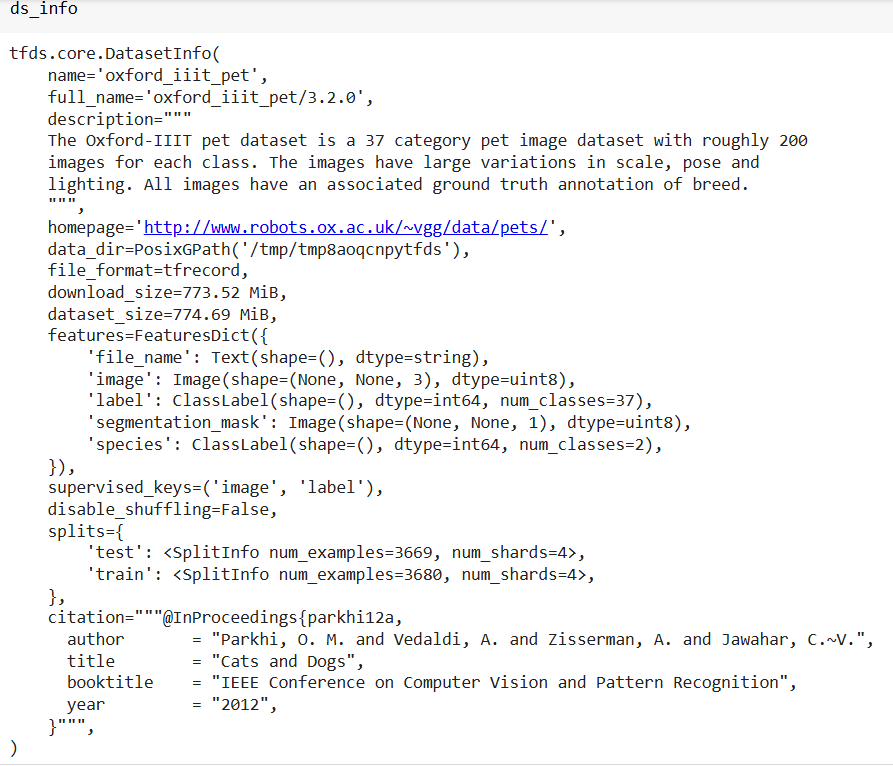 ds_info
tfds.core.DatasetInfo(
    name='oxford_iiit_pet',
    full_name='oxford_iiit_pet/3.2.0',
    description="""
    The Oxford-IIIT pet dataset is a 37 category pet image dataset with roughly 200
    images for each class. The images have large variations in scale, pose and
    lighting. All images have an associated ground truth annotation of breed.
    """,
    homepage='http://www.robots.ox.ac.uk/~vgg/data/pets/',
    data_dir=PosixGPath('/tmp/tmp8aoqcnpytfds'),
    file_format=tfrecord,
    download_size=773.52 MiB,
    dataset_size=774.69 MiB,
    features=FeaturesDict({
        'file_name': Text(shape=(), dtype=string),
        'image': Image(shape=(None, None, 3), dtype=uint8),
        'label': ClassLabel(shape=(), dtype=int64, num_classes=37),
        'segmentation_mask': Image(shape=(None, None, 1), dtype=uint8),
        'species': ClassLabel(shape=(), dtype=int64, num_classes=2),
    }),
    supervised_keys=('image', 'label'),
    disable_shuffling=False,
    splits={
        'test': <SplitInfo num_examples=3669, num_shards=4>,
        'train': <SplitInfo num_examples=3680, num_shards=4>,
    },
    citation="""@InProceedings{parkhi12a,
      author       = "Parkhi, O. M. and Vedaldi, A. and Zisserman, A. and Jawahar, C.~V.",
      title        = "Cats and Dogs",
      booktitle    = "IEEE Conference on Computer Vision and Pattern Recognition",
      year         = "2012",
    }""",
)